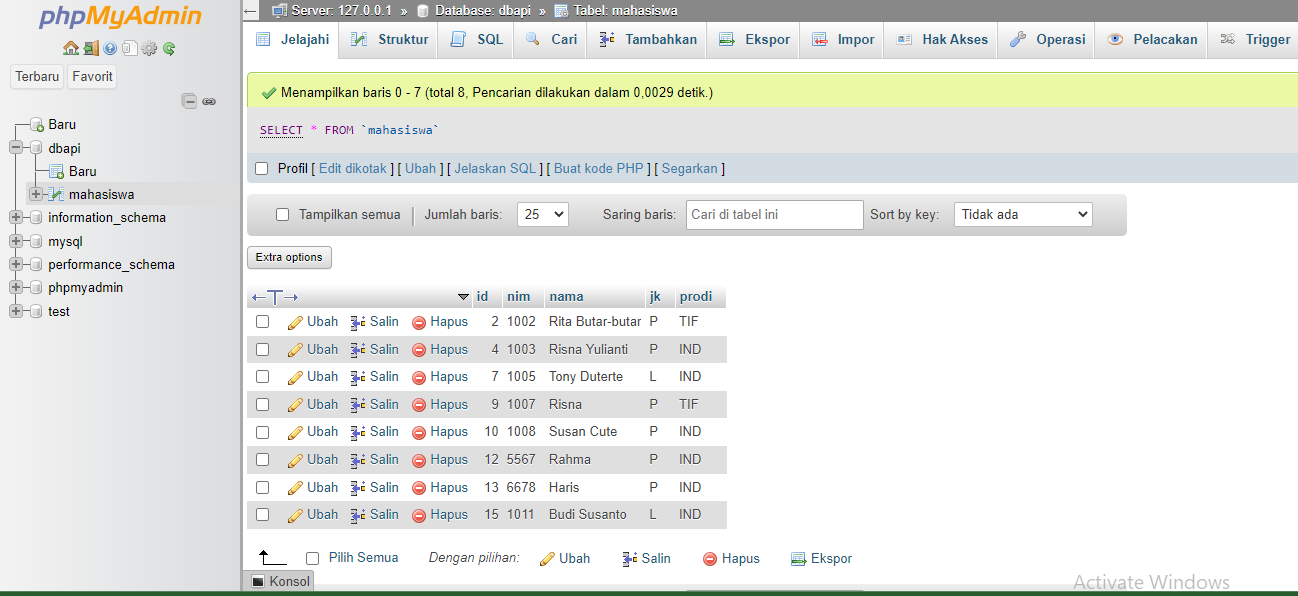 phpMyAdmin
Terbaru Favorit
Baru
dbapi
Baru
mahasiswa
information_schema
mysql
performance_schema
phpmyadmin
test
Server: 127.0.0.1 » Database: dbapi » Tabel: mahasiswa
Jelajahi Struktur SQL Cari Tambahkan Ekspor Impor Hak Akses Operasi Pelacakan Trigger
Menampilkan baris 0 - 7 (total 8, Pencarian dilakukan dalam 0,0029 detik.)
SELECT * FROM `mahasiswa`
Profil [ Edit dikotak ] [ Ubah ] [ Jelaskan SQL ] [ Buat kode PHP ] [ Segarkan ]
Tampilkan semua | Jumlah baris: 25 Saring baris: Cari di tabel ini Sort by key: Tidak ada
Extra options
←T→ id nim nama jk prodi
Ubah Salin Hapus 2 1002 Rita Butar-butar P TIF
Ubah Salin Hapus 4 1003 Risna Yulianti P IND
Ubah Salin Hapus 7 1005 Tony Duterte L IND
Ubah Salin Hapus 9 1007 Risna P TIF
Ubah Salin Hapus 10 1008 Susan Cute P IND
Ubah Salin Hapus 12 5567 Rahma P IND
Ubah Salin Hapus 13 6678 Haris P IND
Ubah Salin Hapus 15 1011 Budi Susanto L IND
Pilih Semua Dengan pilihan: Ubah Salin Hapus Ekspor
Konsol
Activate Windows